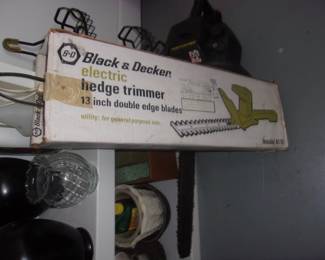 B-D Black & Decker
electric
hedge trimmer
13 inch double edge blades
utility: for general purpose use